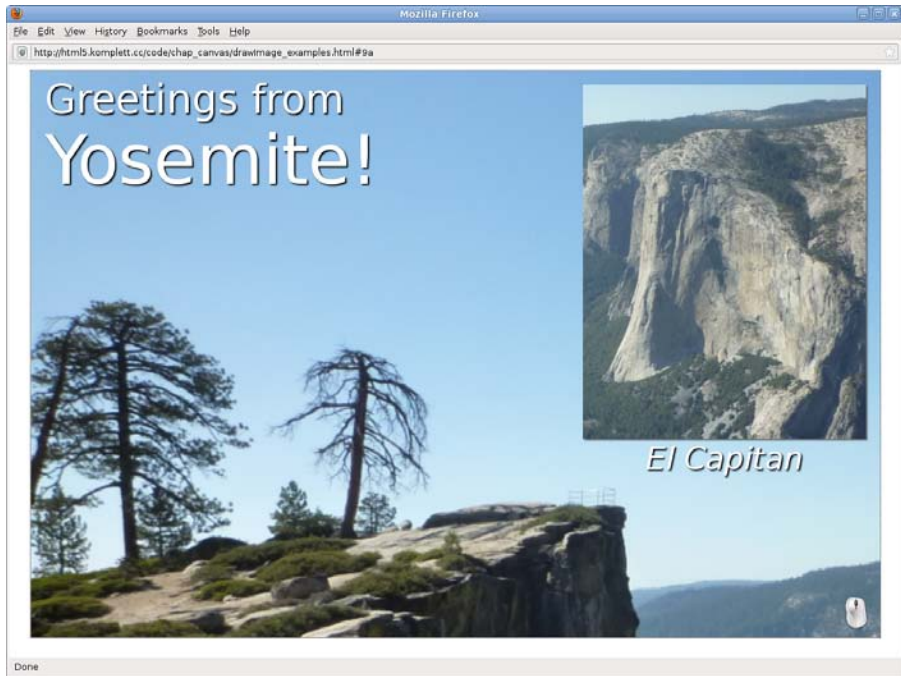 Mozilla Firefox
File Edit View History Bookmarks Tools Help
http://html5.komplett.cc/code/chap_canvas/drawimage_examples.html#9a
Greetings from
Yosemite!
El Capitan
Done